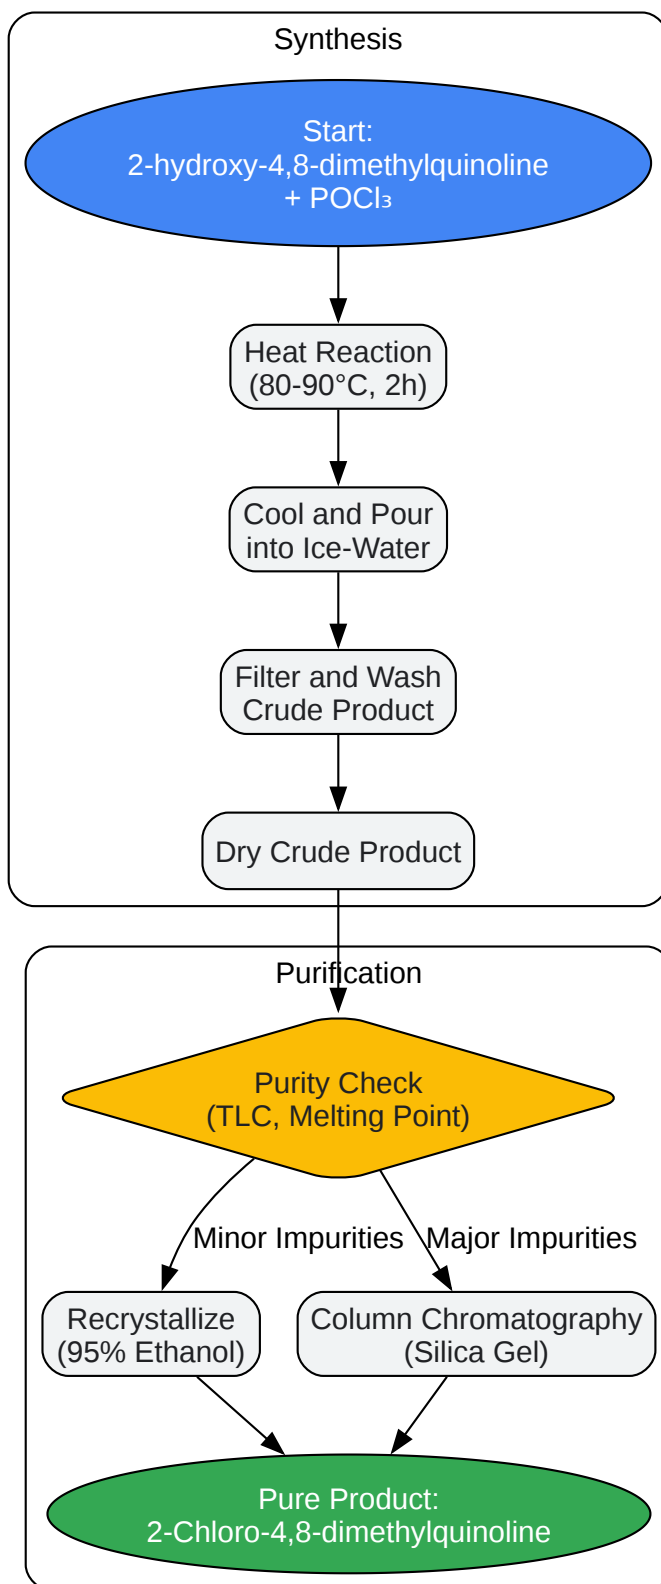 Synthesis
Start:
2-hydroxy-4,8-dimethylquinoline
+ POCl₃
Heat Reaction
(80-90°C, 2h)
Cool and Pour
into Ice-Water
Filter and Wash
Crude Product
Dry Crude Product
Purification
Purity Check
(TLC, Melting Point)
Minor Impurities
Major Impurities
Recrystallize
(95% Ethanol)
Column Chromatography
(Silica Gel)
Pure Product:
2-Chloro-4,8-dimethylquinoline